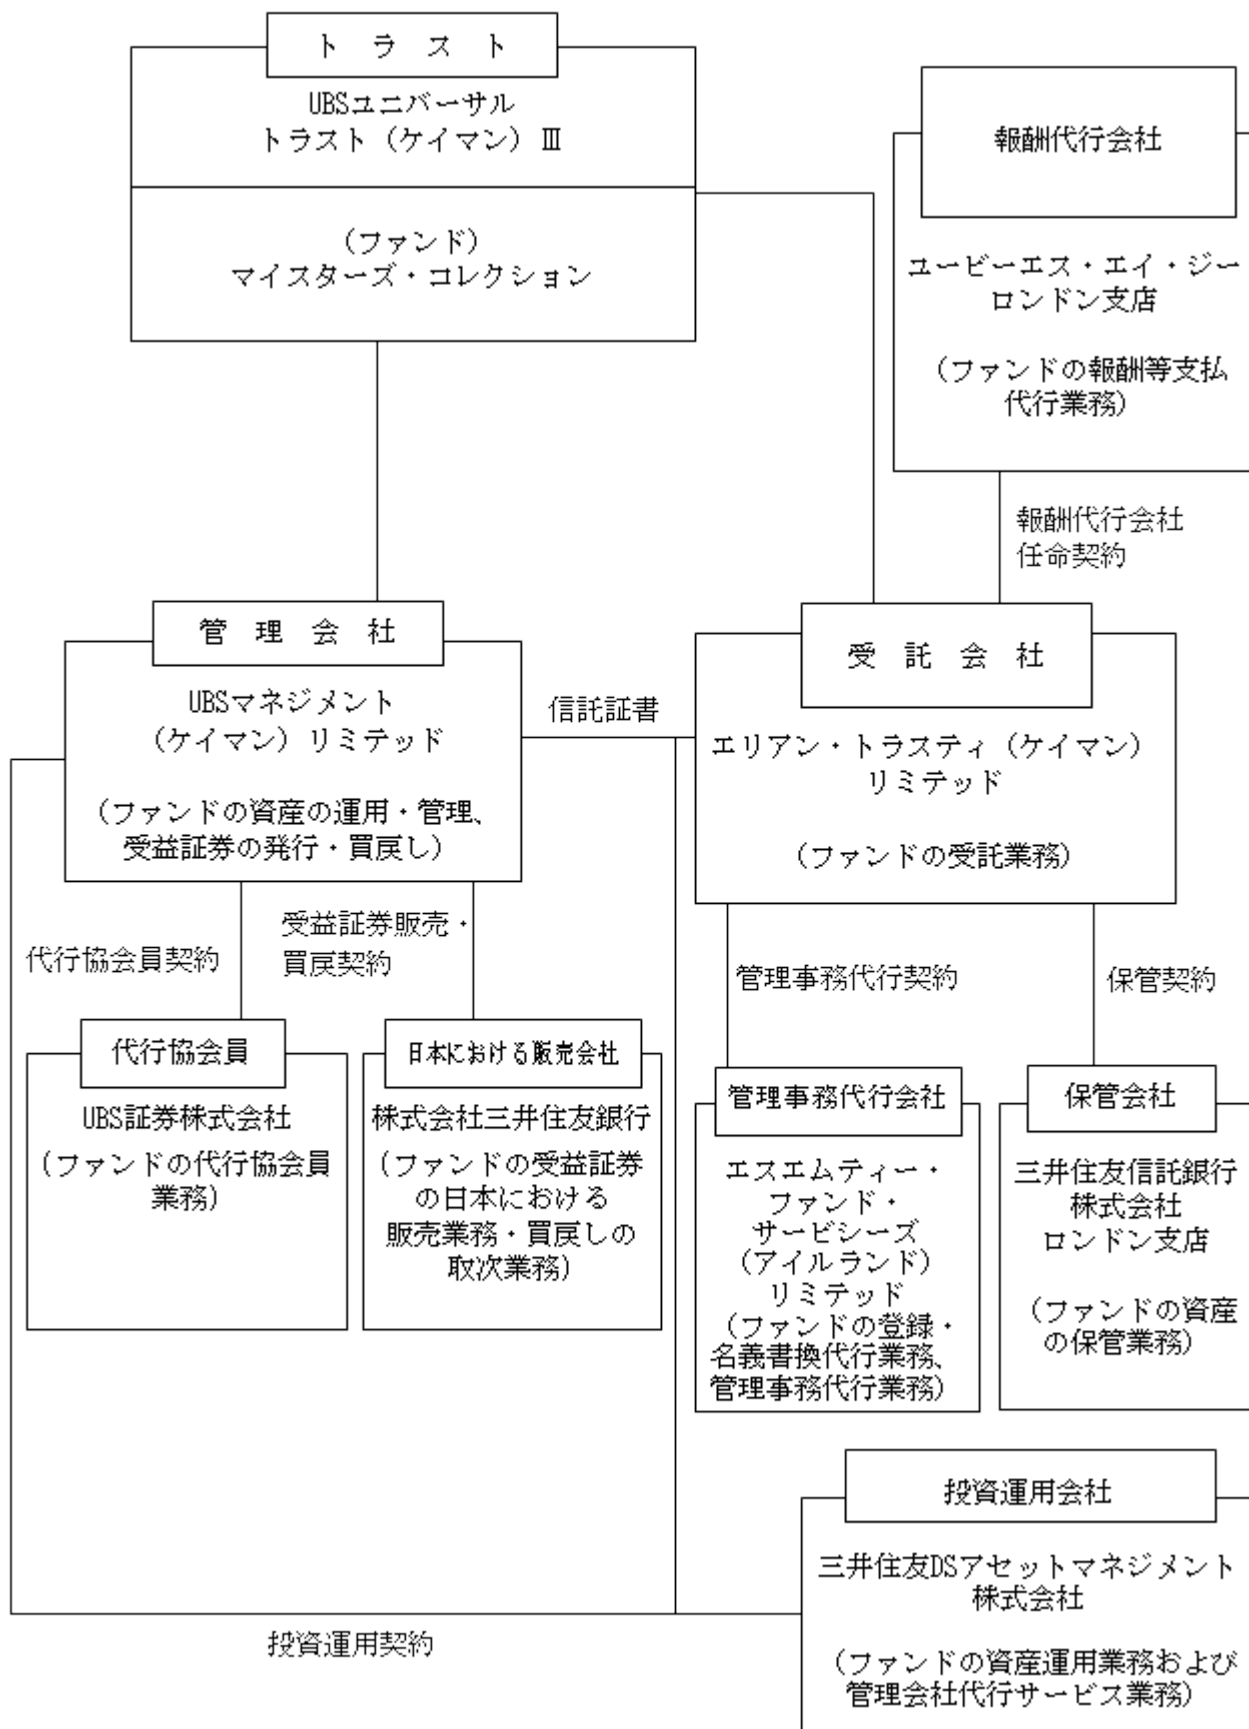 トラスト
UBSユニバーサル
トラスト（ケイマン）Ⅲ
（ファンド）
マイスターズ・コレクション
報酬代行会社
ユービーエス・エイ・ジー
ロンドン支店
（ファンドの報酬等支払
代行業務）
報酬代行会社
任命契約
管理会社
UBSマネジメント
（ケイマン）リミテッド
（ファンドの資産の運用・管理、
受益証券の発行・買戻し）
信託証書
受託会社
エリアン・トラスティ（ケイマン）
リミテッド
（ファンドの受託業務）
代行協会員契約
受益証券販売・
買戻契約
管理事務代行契約
保管契約
代行協会員
UBS証券株式会社
（ファンドの代行協会員
業務）
日本における販売会社
株式会社三井住友銀行
（ファンドの受益証券
の日本における
販売業務・買戻しの
取次業務）
管理事務代行会社
エスエムティー・
ファンド・
サービシーズ
（アイルランド）
リミテッド
（ファンドの登録・
名義書換代行業務、
管理事務代行業務）
保管会社
三井住友信託銀行
株式会社
ロンドン支店
（ファンドの資産
の保管業務）
投資運用会社
三井住友DSアセットマネジメント
株式会社
（ファンドの資産運用業務および
管理会社代行サービス業務）
投資運用契約